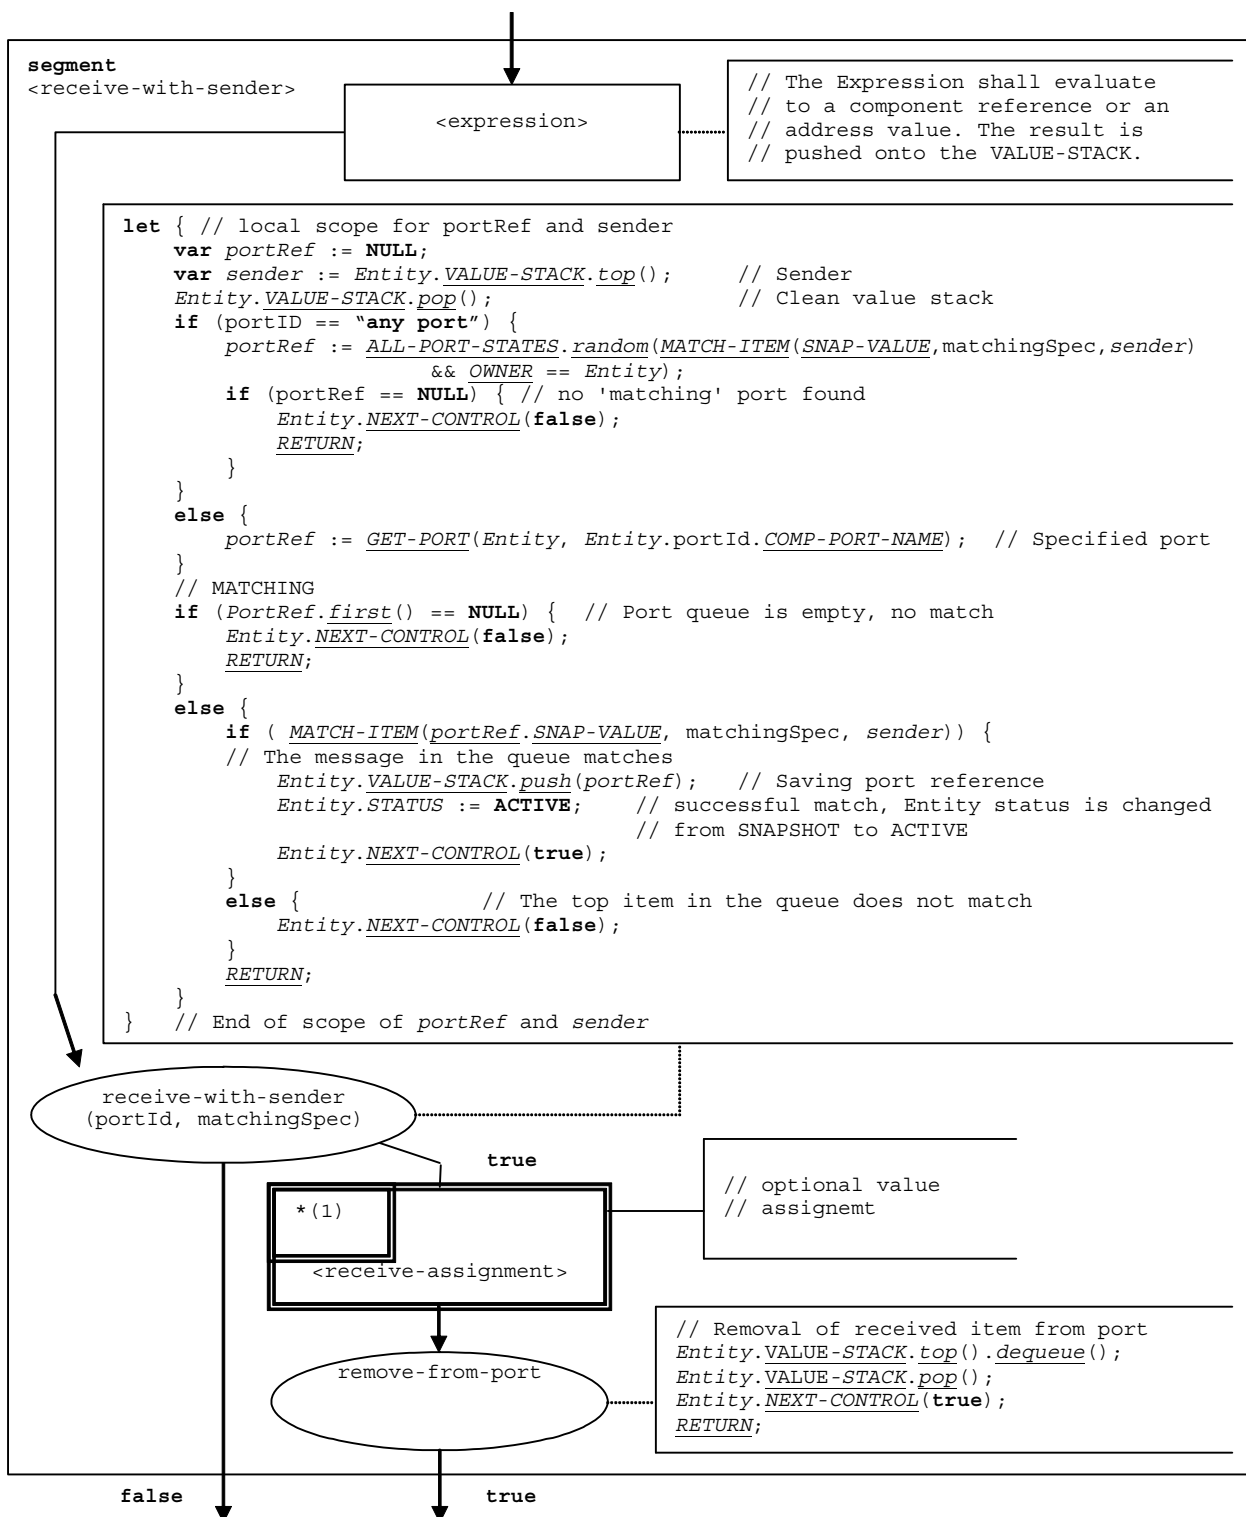 segment
<receive-with-sender>
<expression>
// The Expression shall evaluate
// to a component reference or an
// address value. The result is
// pushed onto the VALUE-STACK.
let { // local scope for portRef and sender
var portRef := NULL;
var sender := Entity.VALUE-STACK.top(); // Sender
Entity.VALUE-STACK.pop(); // Clean value stack
if (portID == “any port”) {
portRef := ALL-PORT-STATES.random(MATCH-ITEM(SNAP-VALUE,matchingSpec,sender)
&& OWNER == Entity);
if (portRef == NULL) { // no 'matching' port found
Entity.NEXT-CONTROL(false);
RETURN;
}
}
else {
portRef := GET-PORT(Entity, Entity.portId.COMP-PORT-NAME); // Specified port
}
// MATCHING
if (PortRef.first() == NULL) { // Port queue is empty, no match
Entity.NEXT-CONTROL(false);
RETURN;
}
else {
if ( MATCH-ITEM(portRef.SNAP-VALUE, matchingSpec, sender)) {
// The message in the queue matches
Entity.VALUE-STACK.push(portRef); // Saving port reference
Entity.STATUS := ACTIVE; // successful match, Entity status is changed
// from SNAPSHOT to ACTIVE
Entity.NEXT-CONTROL(true);
}
else { // The top item in the queue does not match
Entity.NEXT-CONTROL(false);
}
RETURN;
}
} // End of scope of portRef and sender
receive-with-sender
(portId, matchingSpec)
true
*(1)
<receive-assignment>
// optional value
// assignemt
remove-from-port
// Removal of received item from port
Entity.VALUE-STACK.top().dequeue();
Entity.VALUE-STACK.pop();
Entity.NEXT-CONTROL(true);
RETURN;
false
true